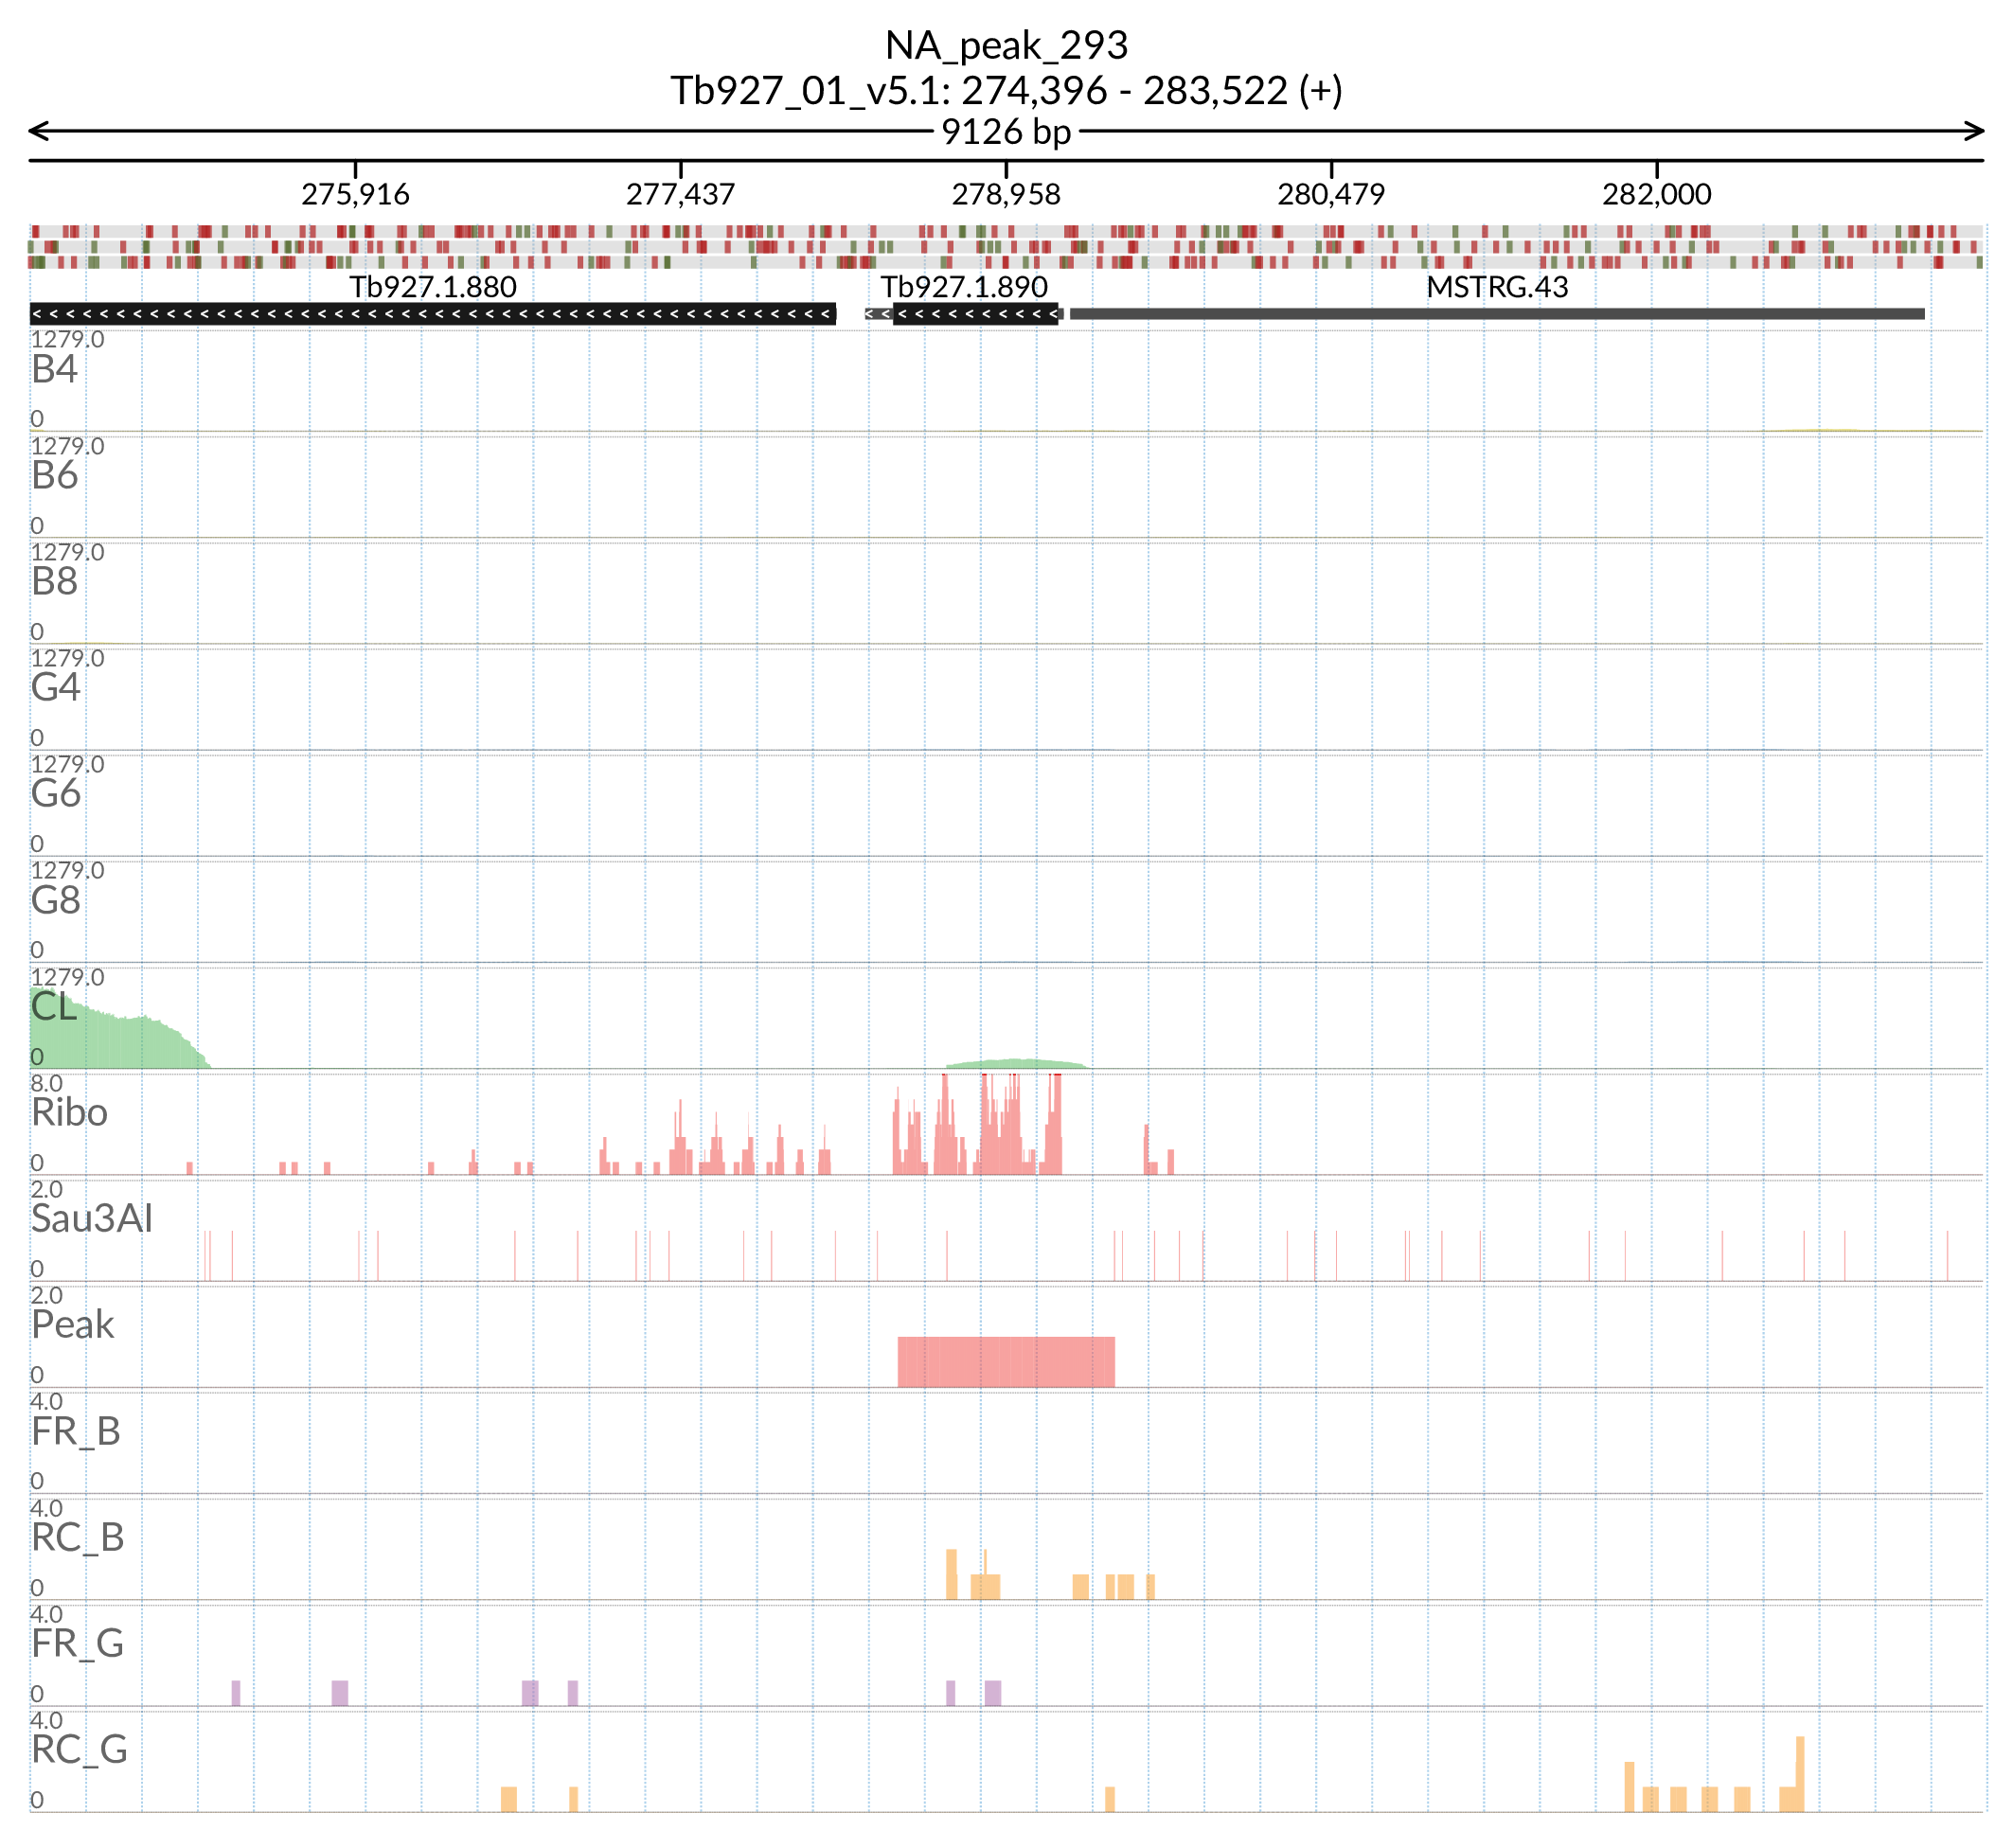 NA_peak_293
Tb927_01_v5.1: 274,396 - 283,522 (+)
9126 bp
275,916 277,437 278,958 280,479 282,000
Tb927.1.880 Tb927.1.890 MSTRG.43
1279.0
B4
0
1279.0
B6
0
1279.0
B8
0
1279.0
G4
0
1279.0
G6
0
1279.0
G8
0
1279.0
CL
0
8.0
Ribo
0
2.0
Sau3AI
0
2.0
Peak
0
4.0
FR_B
0
4.0
RC_B
0
4.0
FR_G
0
4.0
RC_G
0